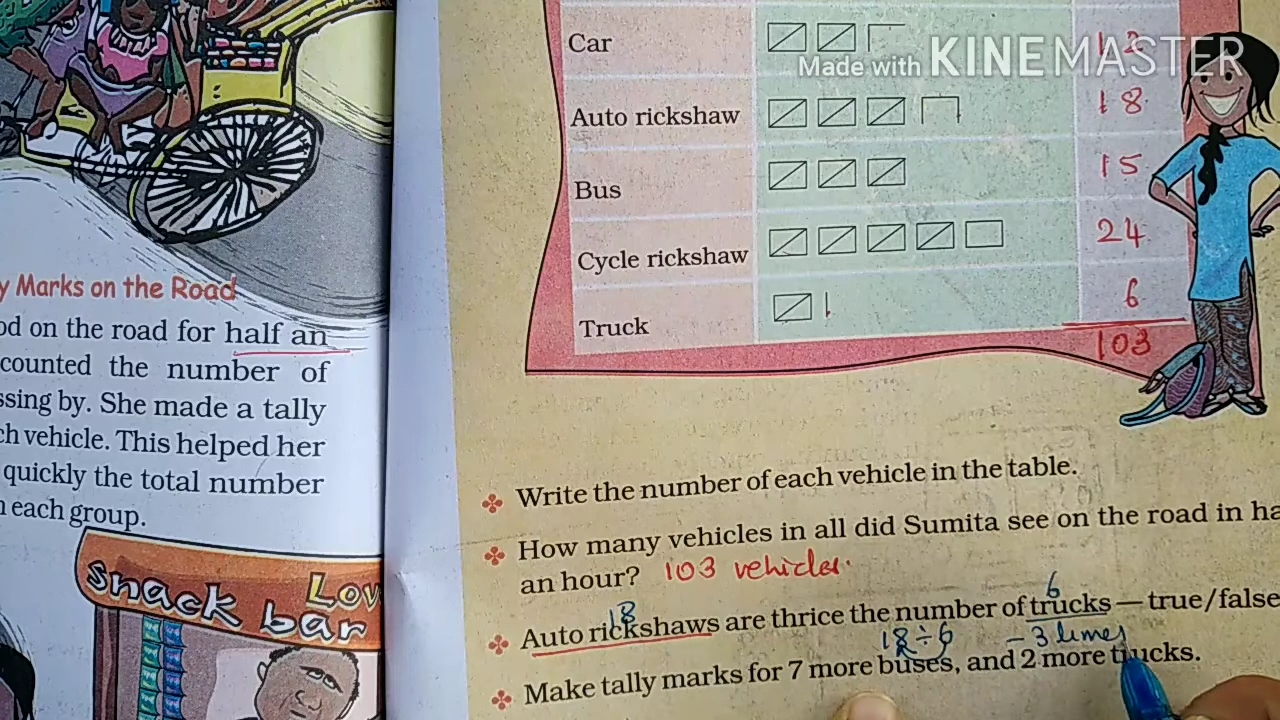 Made with KINEMASTER
Car 12
Auto rickshaw 18
Bus 15
Cycle rickshaw 24
Truck 6
103
y Marks on the Road
od on the road for half an
counted the number of
ssing by. She made a tally
ch vehicle. This helped her
quickly the total number
n each group.
snack bar
Lov
Write the number of each vehicle in the table.
How many vehicles in all did Sumita see on the road in ha
an hour? 103 vehicles.
18 6
Auto rickshaws are thrice the number of trucks — true/false
18 ÷ 6 – 3 times
Make tally marks for 7 more buses, and 2 more trucks.